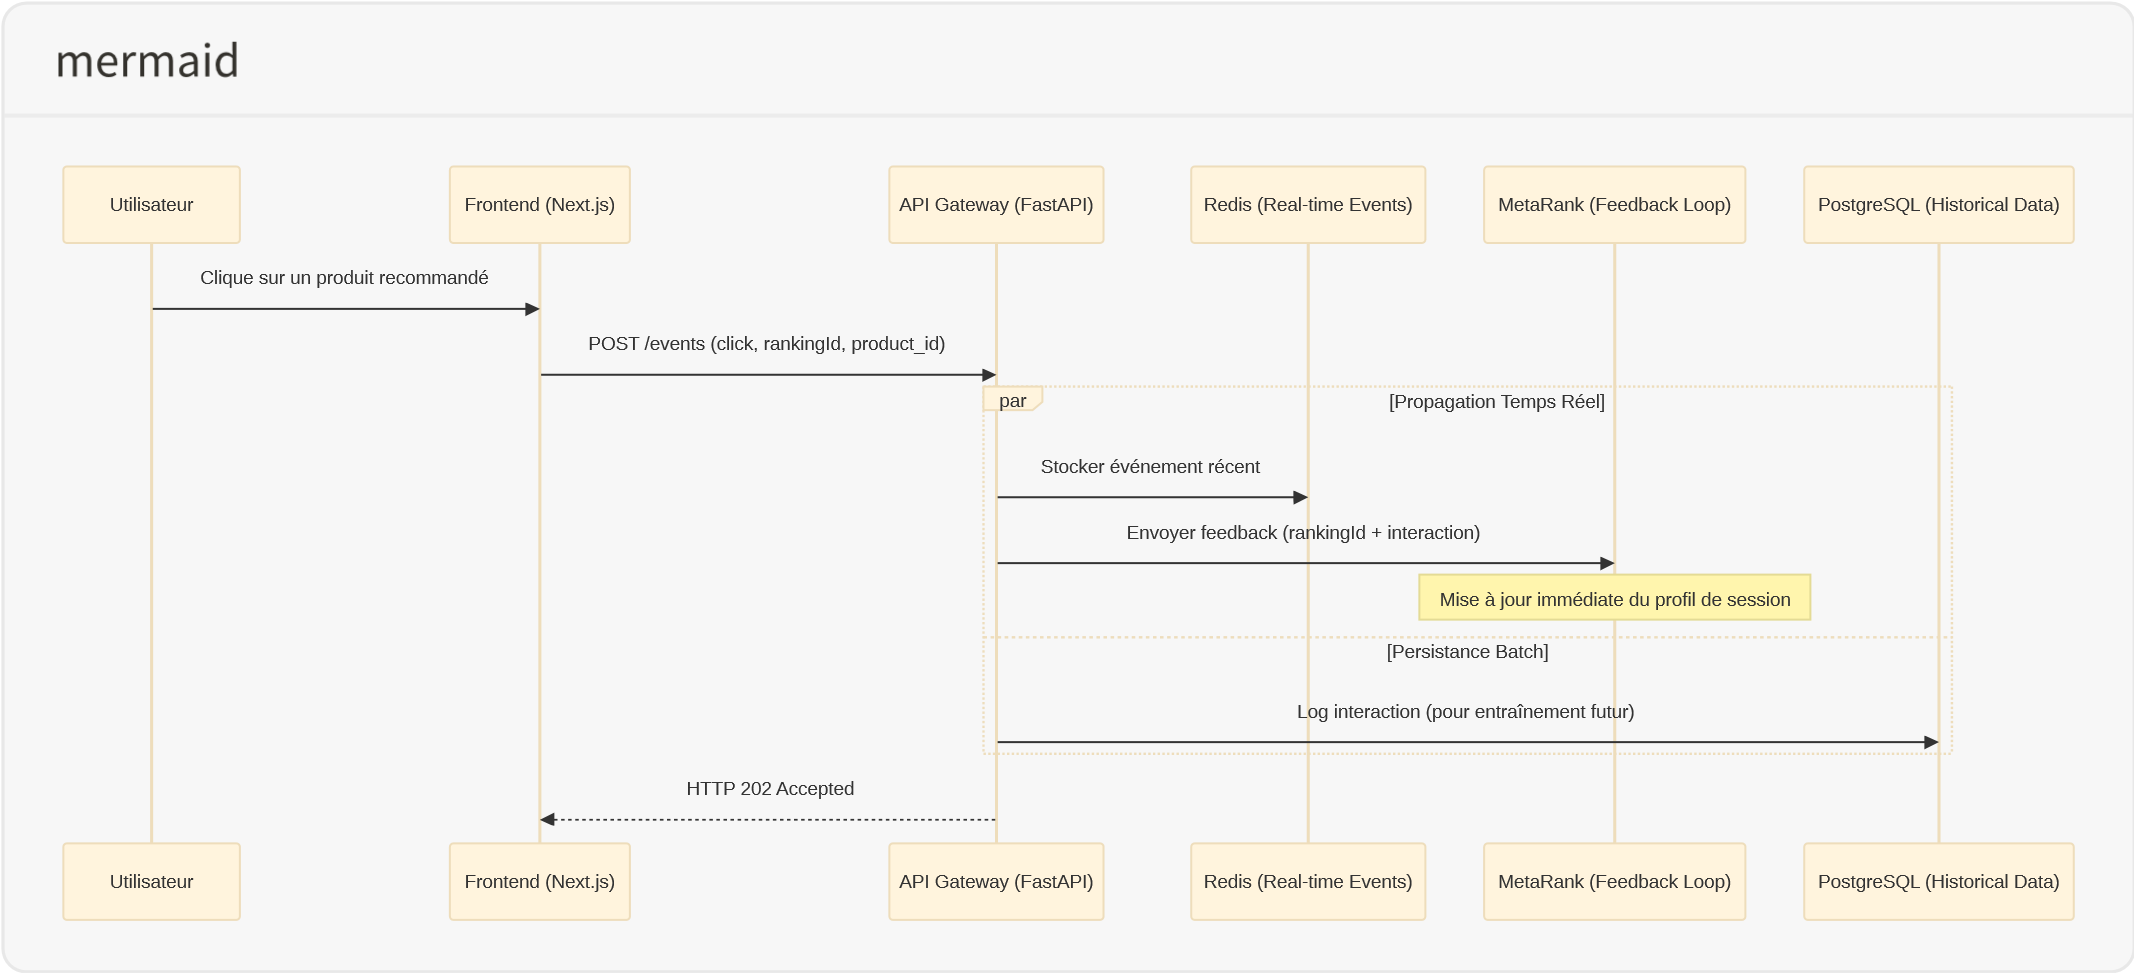 mermaid
Utilisateur
Frontend (Next.js)
API Gateway (FastAPI)
Redis (Real-time Events)
MetaRank (Feedback Loop)
PostgreSQL (Historical Data)
Clique sur un produit recommandé
POST /events (click, rankingId, product_id)
par
[Propagation Temps Réel]
Stocker événement récent
Envoyer feedback (rankingId + interaction)
Mise à jour immédiate du profil de session
[Persistance Batch]
Log interaction (pour entraînement futur)
HTTP 202 Accepted
Utilisateur
Frontend (Next.js)
API Gateway (FastAPI)
Redis (Real-time Events)
MetaRank (Feedback Loop)
PostgreSQL (Historical Data)